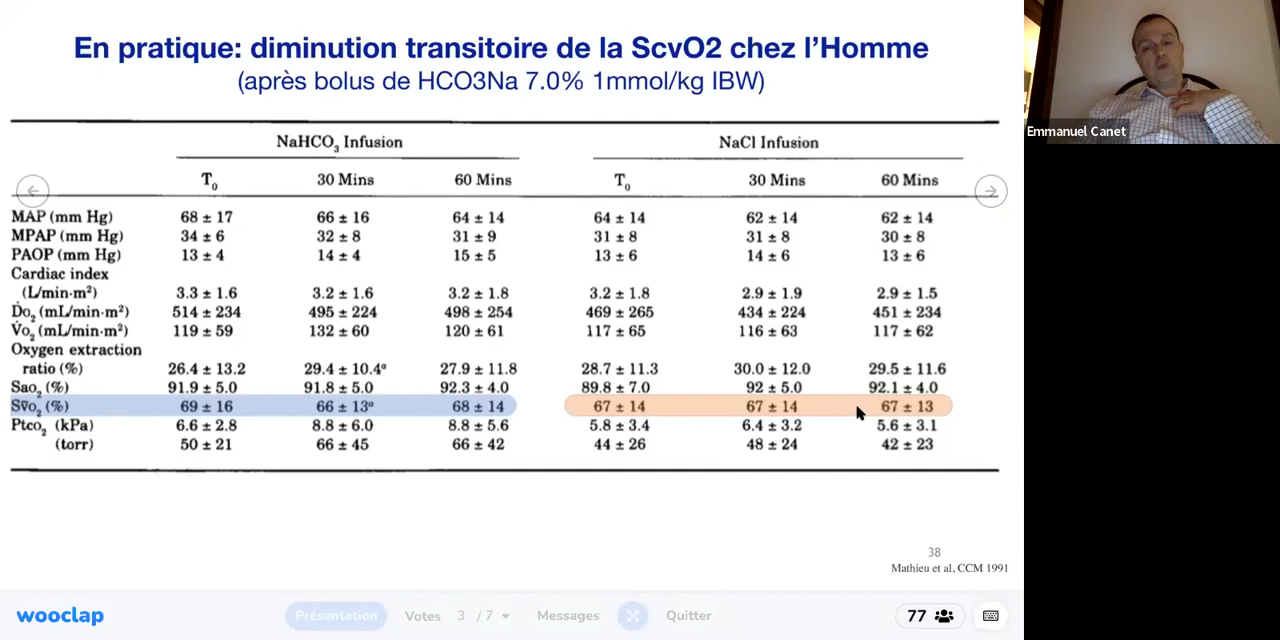 En pratique: diminution transitoire de la ScvO2 chez l'Homme
(après bolus de HCO3Na 7.0% 1mmol/kg IBW)
NaHCO3 Infusion NaCl Infusion
T0 30 Mins 60 Mins T0 30 Mins 60 Mins
MAP (mm Hg) 68 ± 17 66 ± 16 64 ± 14 64 ± 14 62 ± 14 62 ± 14
MPAP (mm Hg) 34 ± 6 32 ± 8 31 ± 9 31 ± 8 31 ± 8 30 ± 8
PAOP (mm Hg) 13 ± 4 14 ± 4 15 ± 5 13 ± 6 14 ± 6 13 ± 6
Cardiac index
(L/min·m²) 3.3 ± 1.6 3.2 ± 1.6 3.2 ± 1.8 3.2 ± 1.8 2.9 ± 1.9 2.9 ± 1.5
Ḋo2 (mL/min·m²) 514 ± 234 495 ± 224 498 ± 254 469 ± 265 434 ± 224 451 ± 234
V̇o2 (mL/min·m²) 119 ± 59 132 ± 60 120 ± 61 117 ± 65 116 ± 63 117 ± 62
Oxygen extraction
ratio (%) 26.4 ± 13.2 29.4 ± 10.4ᵃ 27.9 ± 11.8 28.7 ± 11.3 30.0 ± 12.0 29.5 ± 11.6
Sao2 (%) 91.9 ± 5.0 91.8 ± 5.0 92.3 ± 4.0 89.8 ± 7.0 92 ± 5.0 92.1 ± 4.0
Sv̄o2 (%) 69 ± 16 66 ± 13ᵃ 68 ± 14 67 ± 14 67 ± 14 67 ± 13
Ptco2 (kPa) 6.6 ± 2.8 8.8 ± 6.0 8.8 ± 5.6 5.8 ± 3.4 6.4 ± 3.2 5.6 ± 3.1
(torr) 50 ± 21 66 ± 45 66 ± 42 44 ± 26 48 ± 24 42 ± 23
38
Mathieu et al, CCM 1991
Emmanuel Canet
wooclap Présentation Votes 3 / 7 Messages Quitter 77